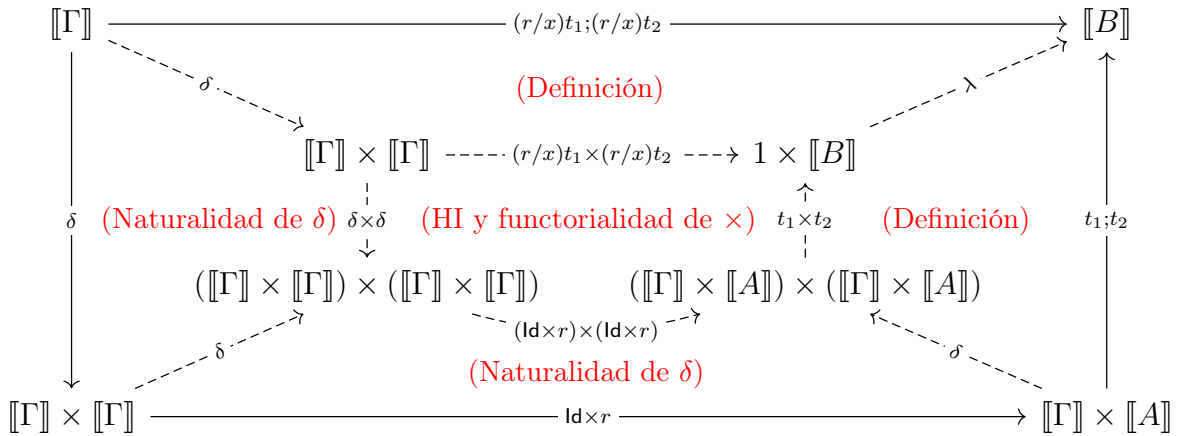 ⟦Γ⟧ (r/x)t₁;(r/x)t₂ ⟦B⟧
δ λ
(Definición)
⟦Γ⟧ × ⟦Γ⟧ (r/x)t₁×(r/x)t₂ 1 × ⟦B⟧
δ (Naturalidad de δ) δ×δ (HI y functorialidad de ×) t₁×t₂ (Definición) t₁;t₂
(⟦Γ⟧ × ⟦Γ⟧) × (⟦Γ⟧ × ⟦Γ⟧) (⟦Γ⟧ × ⟦A⟧) × (⟦Γ⟧ × ⟦A⟧)
(Id×r)×(Id×r)
δ δ
(Naturalidad de δ)
⟦Γ⟧ × ⟦Γ⟧ Id×r ⟦Γ⟧ × ⟦A⟧